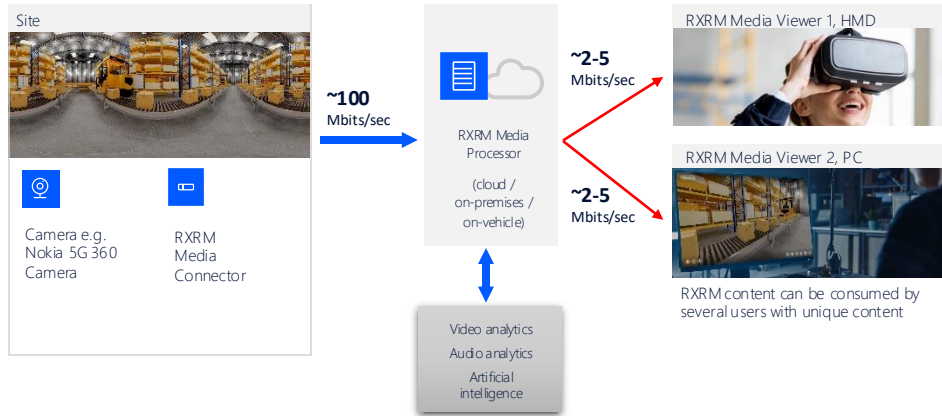 Site
Camera e.g.
Nokia 5G 360
Camera
RXRM
Media
Connector
~100
Mbits/sec
RXRM Media
Processor
(cloud /
on-premises /
on-vehicle)
Video analytics
Audio analytics
Artificial
intelligence
~2-5
Mbits/sec
~2-5
Mbits/sec
RXRM Media Viewer 1, HMD
RXRM Media Viewer 2, PC
RXRM content can be consumed by
several users with unique content